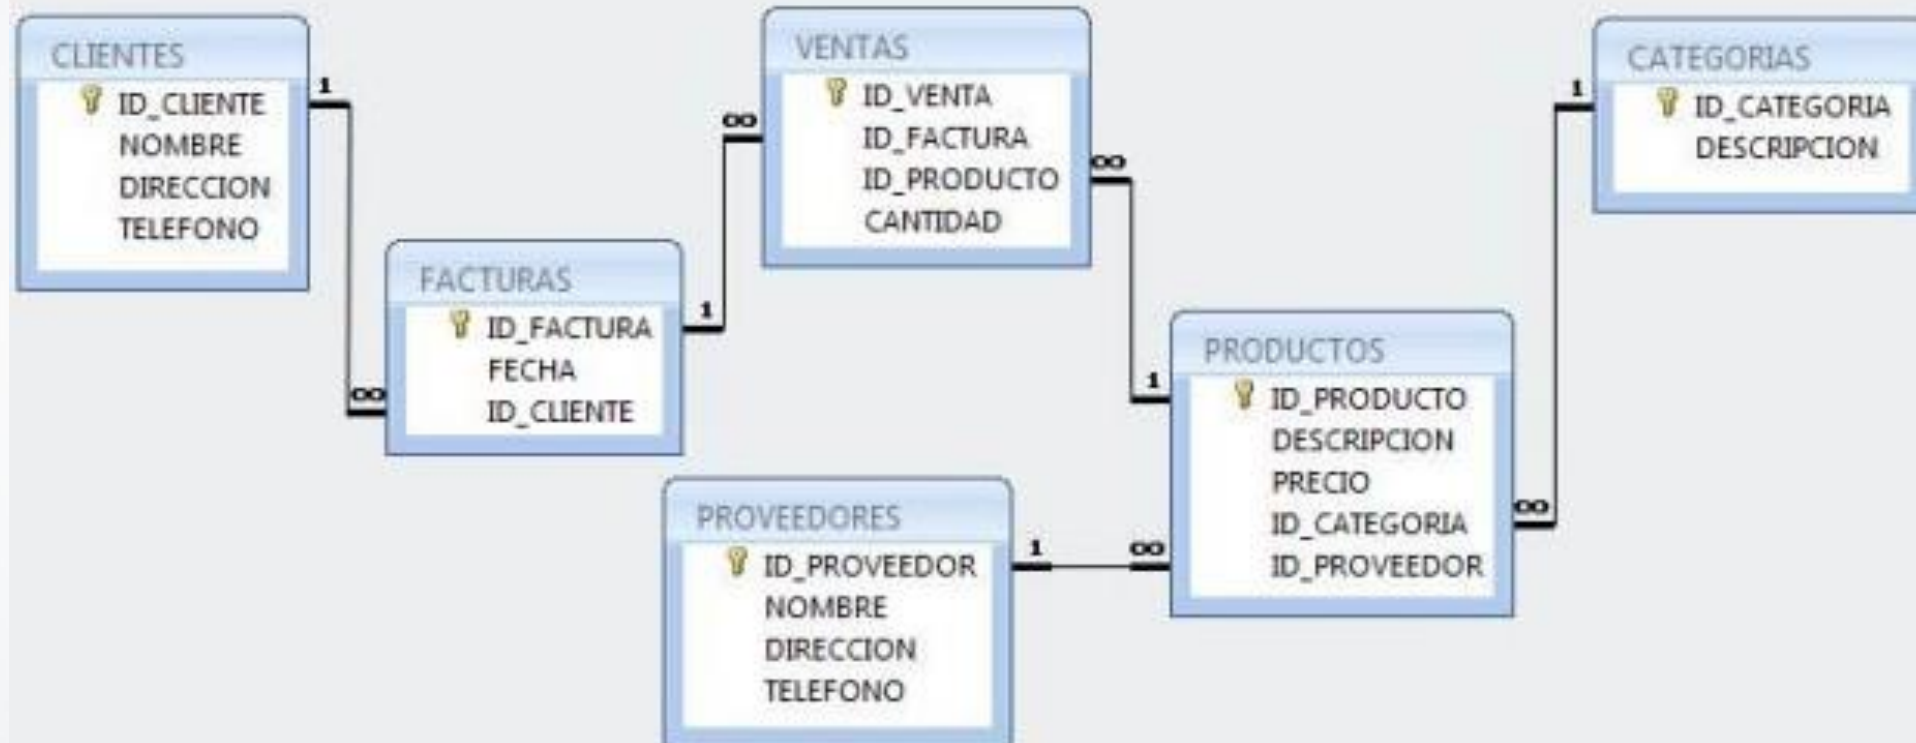 CLIENTES
ID_CLIENTE
NOMBRE
DIRECCION
TELEFONO
1
∞
FACTURAS
ID_FACTURA
FECHA
ID_CLIENTE
1
∞
VENTAS
ID_VENTA
ID_FACTURA
ID_PRODUCTO
CANTIDAD
∞
1
PRODUCTOS
ID_PRODUCTO
DESCRIPCION
PRECIO
ID_CATEGORIA
ID_PROVEEDOR
∞
1
CATEGORIAS
ID_CATEGORIA
DESCRIPCION
PROVEEDORES
ID_PROVEEDOR
NOMBRE
DIRECCION
TELEFONO
1
∞